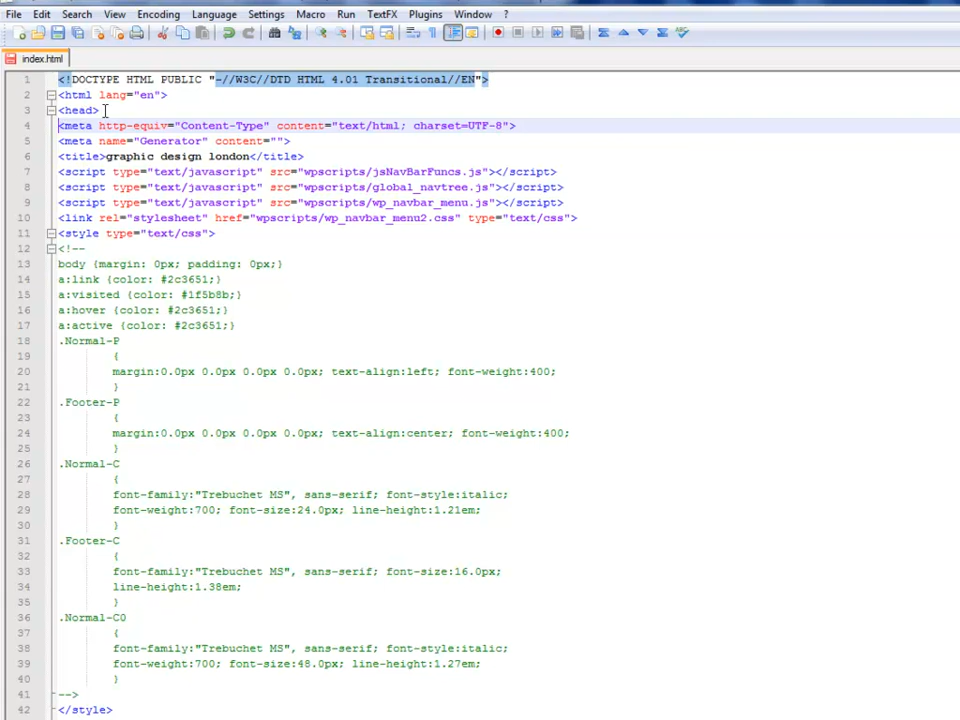 File Edit Search View Encoding Language Settings Macro Run TextFX Plugins Window ?
index.html
1 <!DOCTYPE HTML PUBLIC "-//W3C//DTD HTML 4.01 Transitional//EN">
2 <html lang="en">
3 <head>
4 <meta http-equiv="Content-Type" content="text/html; charset=UTF-8">
5 <meta name="Generator" content="">
6 <title>graphic design london</title>
7 <script type="text/javascript" src="wpscripts/jsNavBarFuncs.js"></script>
8 <script type="text/javascript" src="wpscripts/global_navtree.js"></script>
9 <script type="text/javascript" src="wpscripts/wp_navbar_menu.js"></script>
10 <link rel="stylesheet" href="wpscripts/wp_navbar_menu2.css" type="text/css">
11 <style type="text/css">
12 <!--
13 body {margin: 0px; padding: 0px;}
14 a:link {color: #2c3651;}
15 a:visited {color: #1f5b8b;}
16 a:hover {color: #2c3651;}
17 a:active {color: #2c3651;}
18 .Normal-P
19 {
20 margin:0.0px 0.0px 0.0px 0.0px; text-align:left; font-weight:400;
21 }
22 .Footer-P
23 {
24 margin:0.0px 0.0px 0.0px 0.0px; text-align:center; font-weight:400;
25 }
26 .Normal-C
27 {
28 font-family:"Trebuchet MS", sans-serif; font-style:italic;
29 font-weight:700; font-size:24.0px; line-height:1.21em;
30 }
31 .Footer-C
32 {
33 font-family:"Trebuchet MS", sans-serif; font-size:16.0px;
34 line-height:1.38em;
35 }
36 .Normal-C0
37 {
38 font-family:"Trebuchet MS", sans-serif; font-style:italic;
39 font-weight:700; font-size:48.0px; line-height:1.27em;
40 }
41 -->
42 </style>